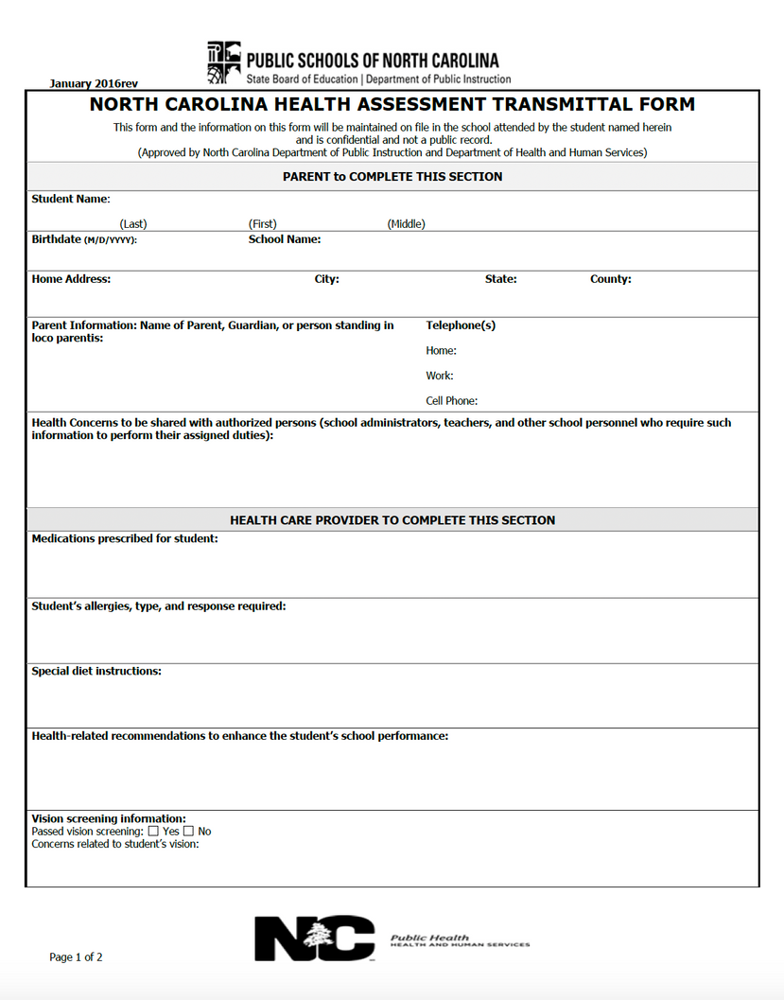 PUBLIC SCHOOLS OF NORTH CAROLINA
State Board of Education | Department of Public Instruction
January 2016rev
NORTH CAROLINA HEALTH ASSESSMENT TRANSMITTAL FORM
This form and the information on this form will be maintained on file in the school attended by the student named herein
and is confidential and not a public record.
(Approved by North Carolina Department of Public Instruction and Department of Health and Human Services)
PARENT to COMPLETE THIS SECTION
Student Name:
(Last) (First) (Middle)
Birthdate (M/D/YYYY): School Name:
Home Address: City: State: County:
Parent Information: Name of Parent, Guardian, or person standing in
loco parentis:
Telephone(s)
Home:
Work:
Cell Phone:
Health Concerns to be shared with authorized persons (school administrators, teachers, and other school personnel who require such
information to perform their assigned duties):
HEALTH CARE PROVIDER TO COMPLETE THIS SECTION
Medications prescribed for student:
Student’s allergies, type, and response required:
Special diet instructions:
Health-related recommendations to enhance the student’s school performance:
Vision screening information:
Passed vision screening: ☐ Yes ☐ No
Concerns related to student’s vision:
NC
Public Health
HEALTH AND HUMAN SERVICES
Page 1 of 2